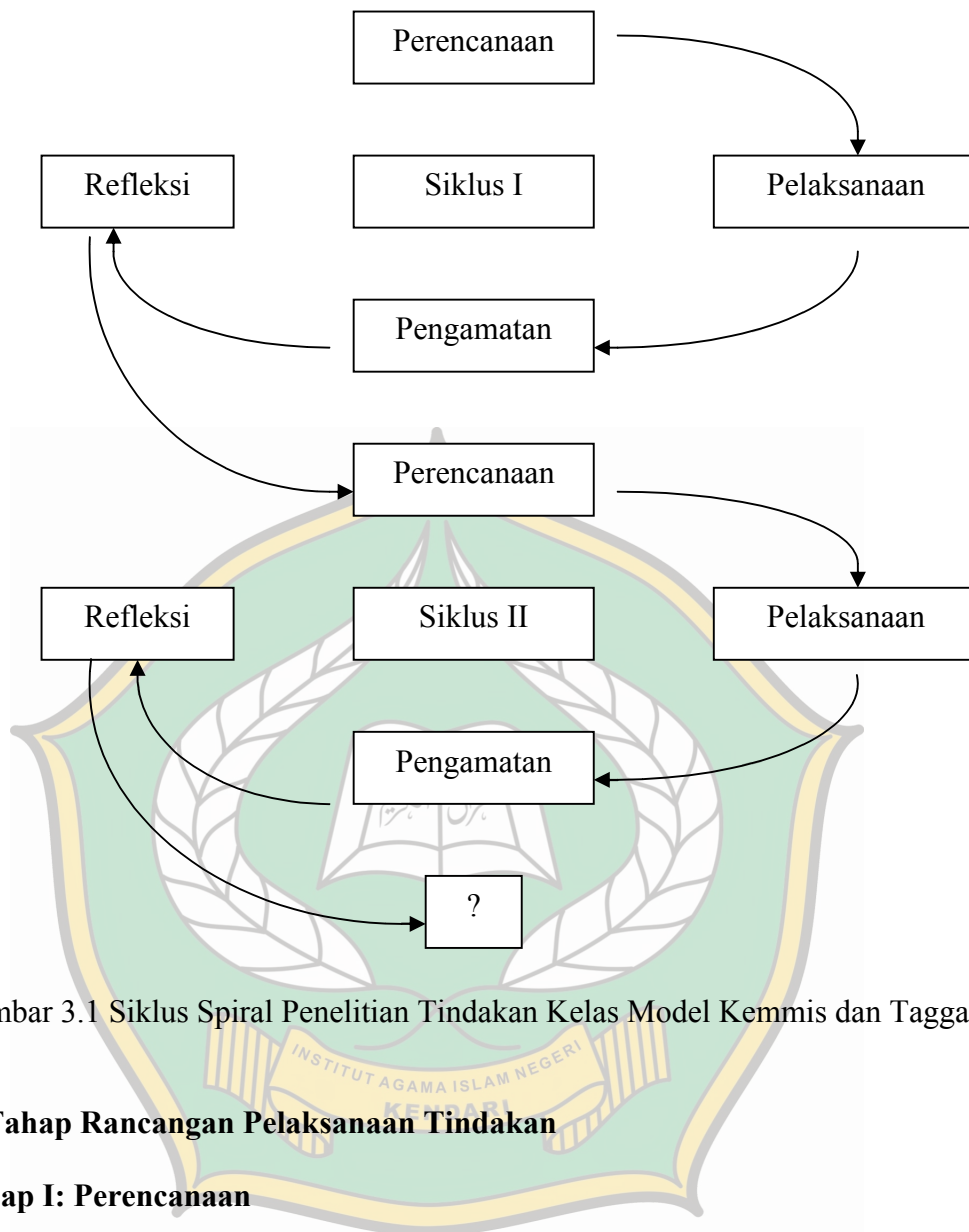 Perencanaan
Refleksi
Siklus I
Pelaksanaan
Pengamatan
Perencanaan
Refleksi
Siklus II
Pelaksanaan
Pengamatan
?
mbar 3.1 Siklus Spiral Penelitian Tindakan Kelas Model Kemmis dan Tagga
INSTITUT AGAMA ISLAM NEGERI
KENDARI
Tahap Rancangan Pelaksanaan Tindakan
ap I: Perencanaan